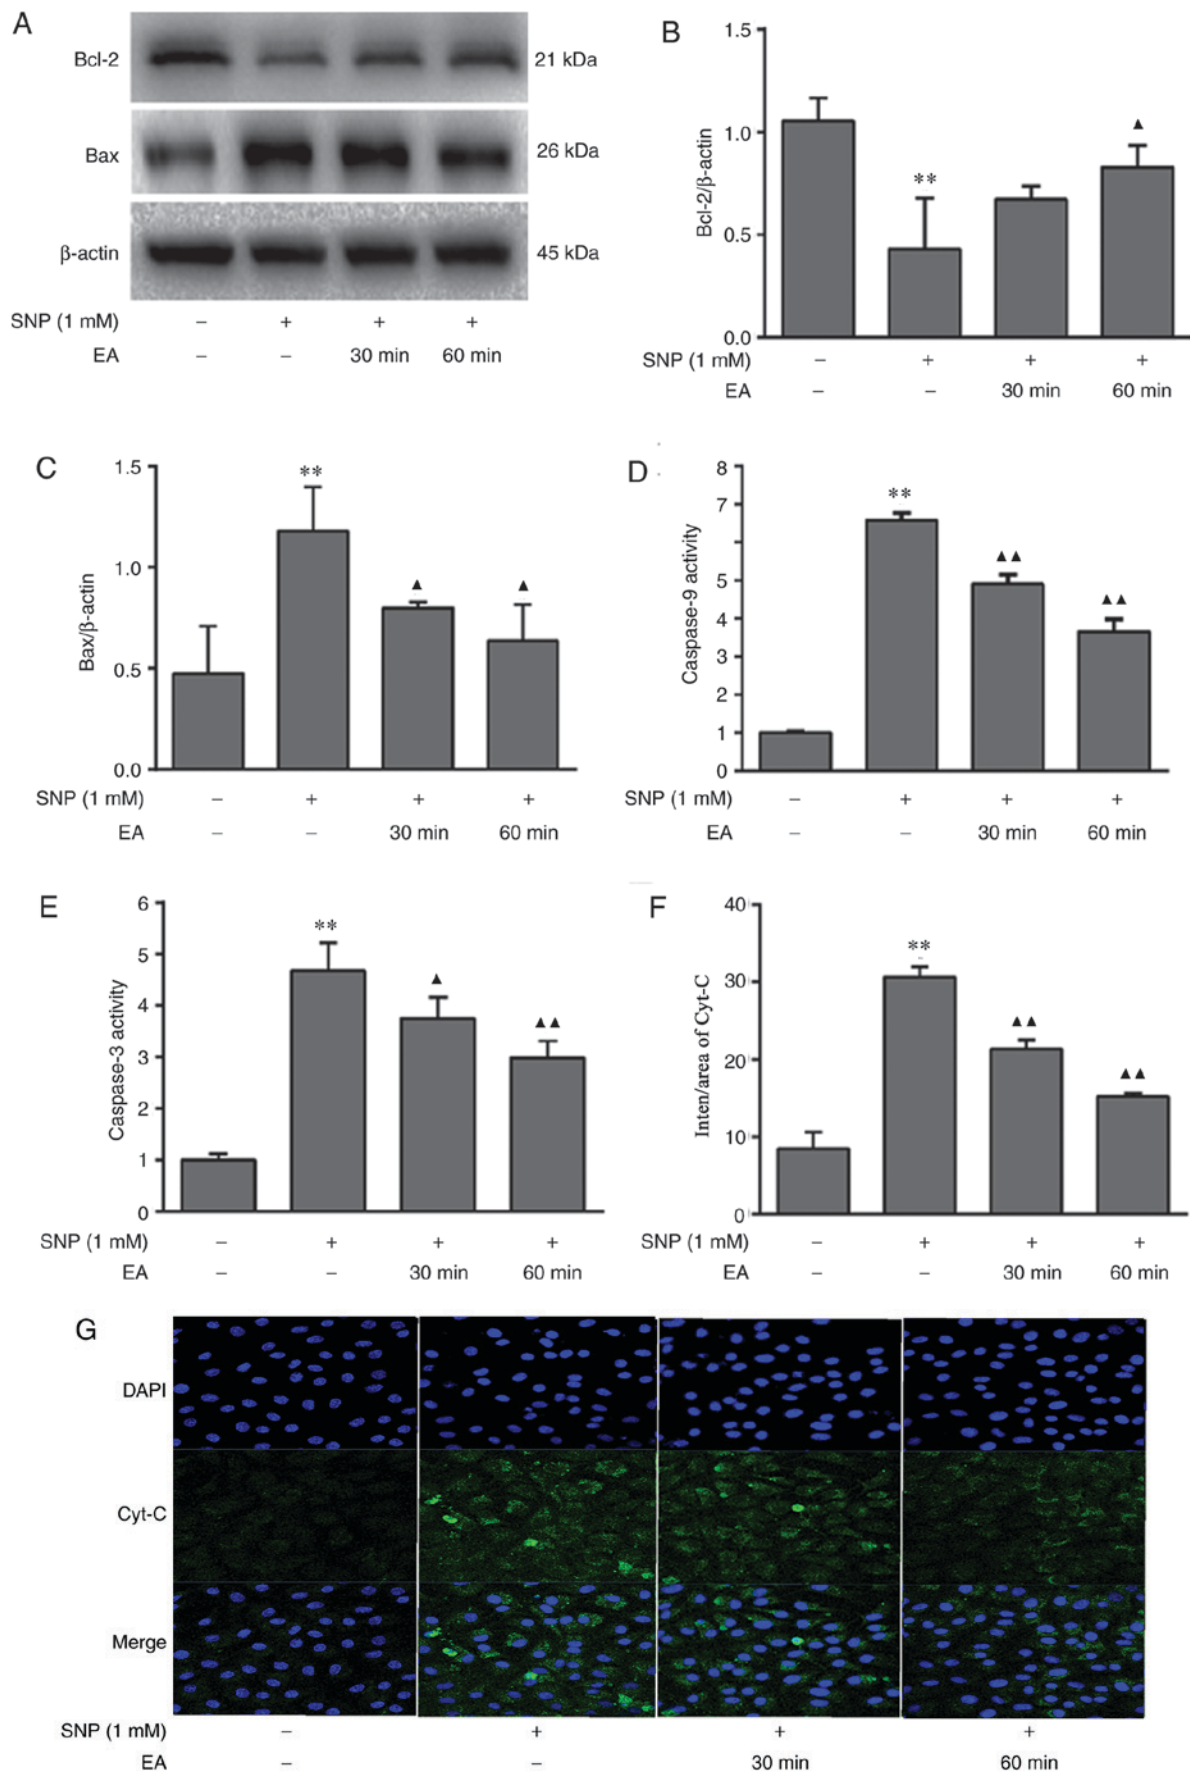 A
Bcl-2 21 kDa
Bax 26 kDa
β-actin 45 kDa
SNP (1 mM) – + + +
EA – – 30 min 60 min
B
Bcl-2/β-actin
1.5
1.0
0.5
0.0
**
▲
SNP (1 mM) – + + +
EA – – 30 min 60 min
C
Bax/β-actin
1.5
1.0
0.5
0.0
**
▲
▲
SNP (1 mM) – + + +
EA – – 30 min 60 min
D
Caspase-9 activity
8
7
5
4
3
2
1
0
**
▲▲
▲▲
SNP (1 mM) – + + +
EA – – 30 min 60 min
E
Caspase-3 activity
6
5
4
3
2
1
0
**
▲
▲▲
SNP (1 mM) – + + +
EA – – 30 min 60 min
F
Inten/area of Cyt-C
40
30
20
10
0
**
▲▲
▲▲
SNP (1 mM) – + + +
EA – – 30 min 60 min
G
DAPI
Cyt-C
Merge
SNP (1 mM) – + + +
EA – – 30 min 60 min